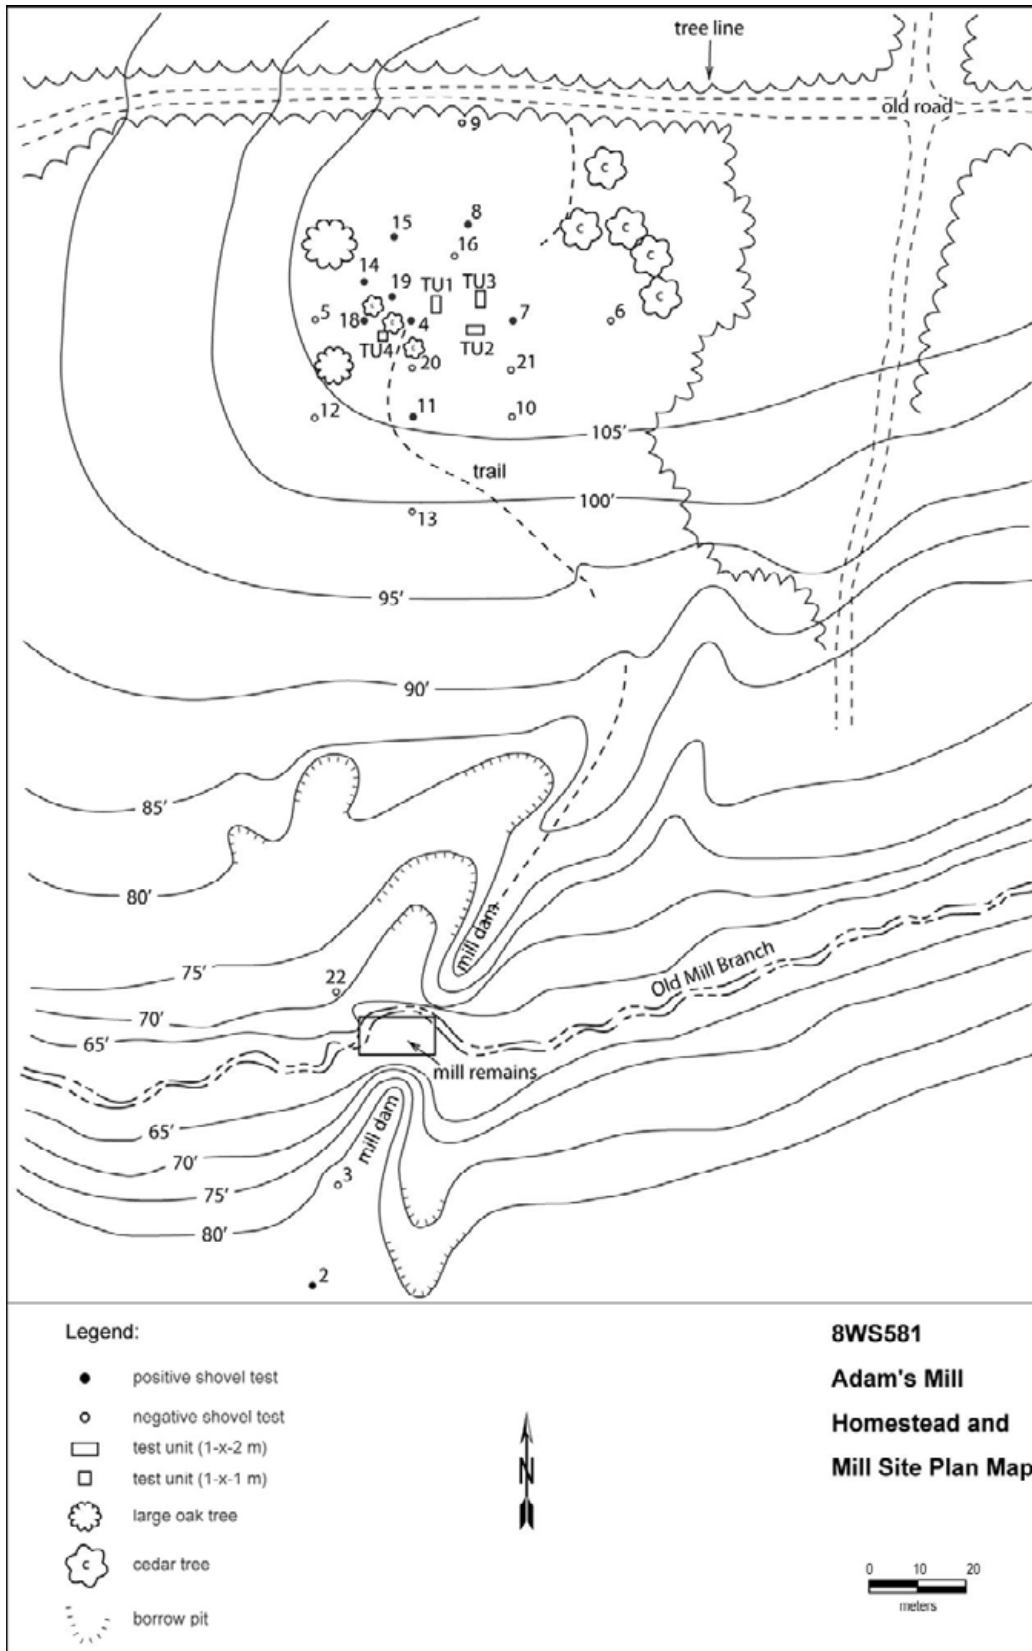 tree line
old road
9
8
15
16
14
19
TU1
TU3
5
18
4
7
6
TU4
TU2
20
21
12
11
10
105'
trail
100'
13
95'
90'
85'
80'
mill dam
75'
22
Old Mill Branch
70'
65'
mill remains
65'
mill dam
70'
3
75'
80'
2
Legend:
positive shovel test
negative shovel test
test unit (1-x-2 m)
test unit (1-x-1 m)
large oak tree
C cedar tree
borrow pit
N
8WS581
Adam's Mill
Homestead and
Mill Site Plan Map
0 10 20
meters